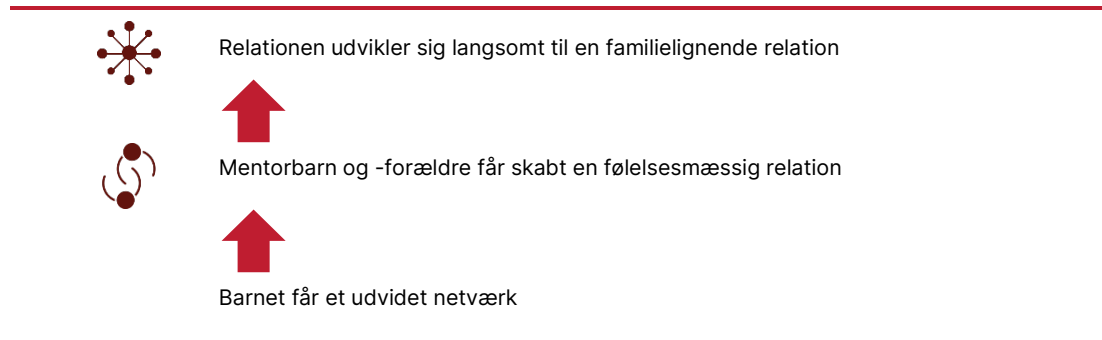 Relationen udvikler sig langsomt til en familielignende relation
Mentorbarn og -forældre får skabt en følelsesmæssig relation
Barnet får et udvidet netværk